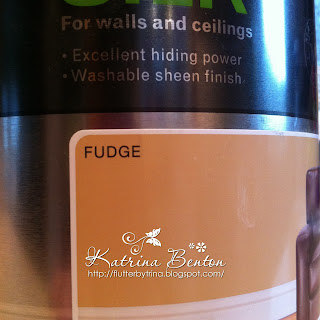 For walls and ceilings
• Excellent hiding power
• Washable sheen finish
FUDGE
Katrina Benton
http://flutterbytrina.blogspot.com/